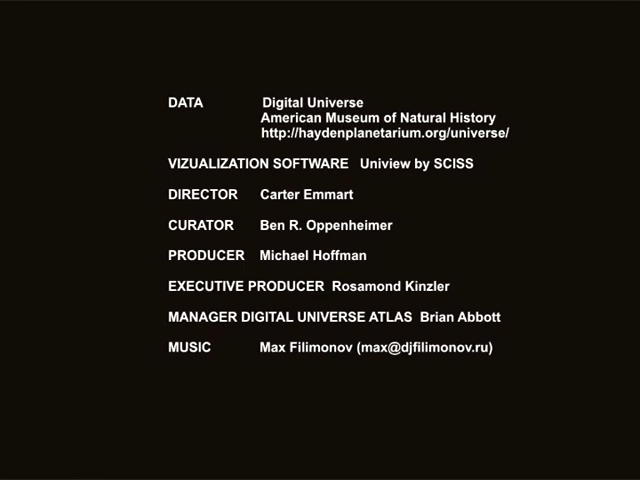 DATA Digital Universe
American Museum of Natural History
http://haydenplanetarium.org/universe/
VIZUALIZATION SOFTWARE Uniview by SCISS
DIRECTOR Carter Emmart
CURATOR Ben R. Oppenheimer
PRODUCER Michael Hoffman
EXECUTIVE PRODUCER Rosamond Kinzler
MANAGER DIGITAL UNIVERSE ATLAS Brian Abbott
MUSIC Max Filimonov (max@djfilimonov.ru)